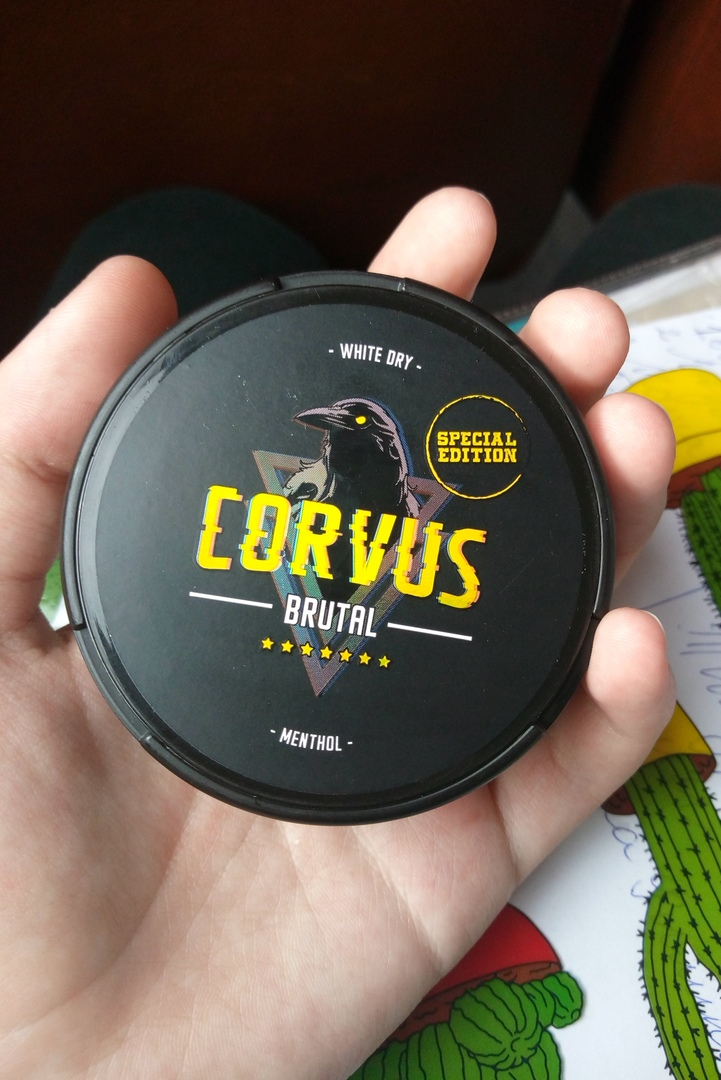 - WHITE DRY -
SPECIAL
EDITION
CORVUS
BRUTAL
- MENTHOL -